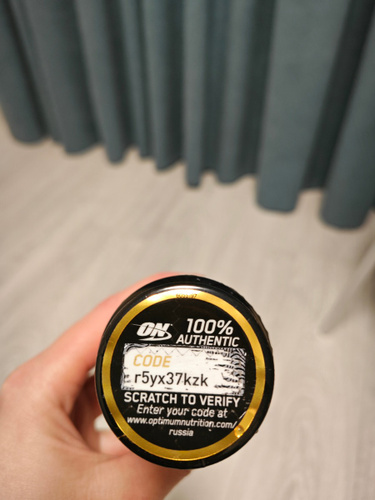 ON 100%
AUTHENTIC
CODE
r5yx37kzk
SCRATCH TO VERIFY
Enter your code at
www.optimumnutrition.com/
russia